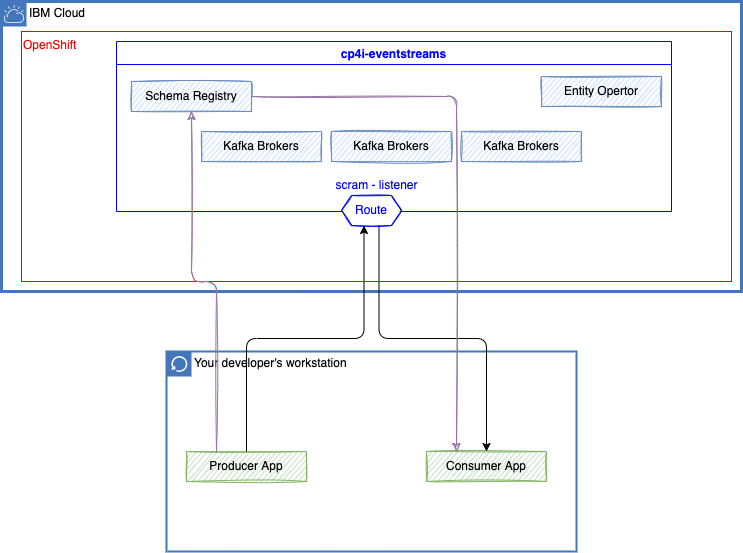 IBM Cloud
OpenShift
cp4i-eventstreams
Schema Registry
Entity Opertor
Kafka Brokers
Kafka Brokers
Kafka Brokers
scram - listener
Route
Your developer's workstation
Producer App
Consumer App